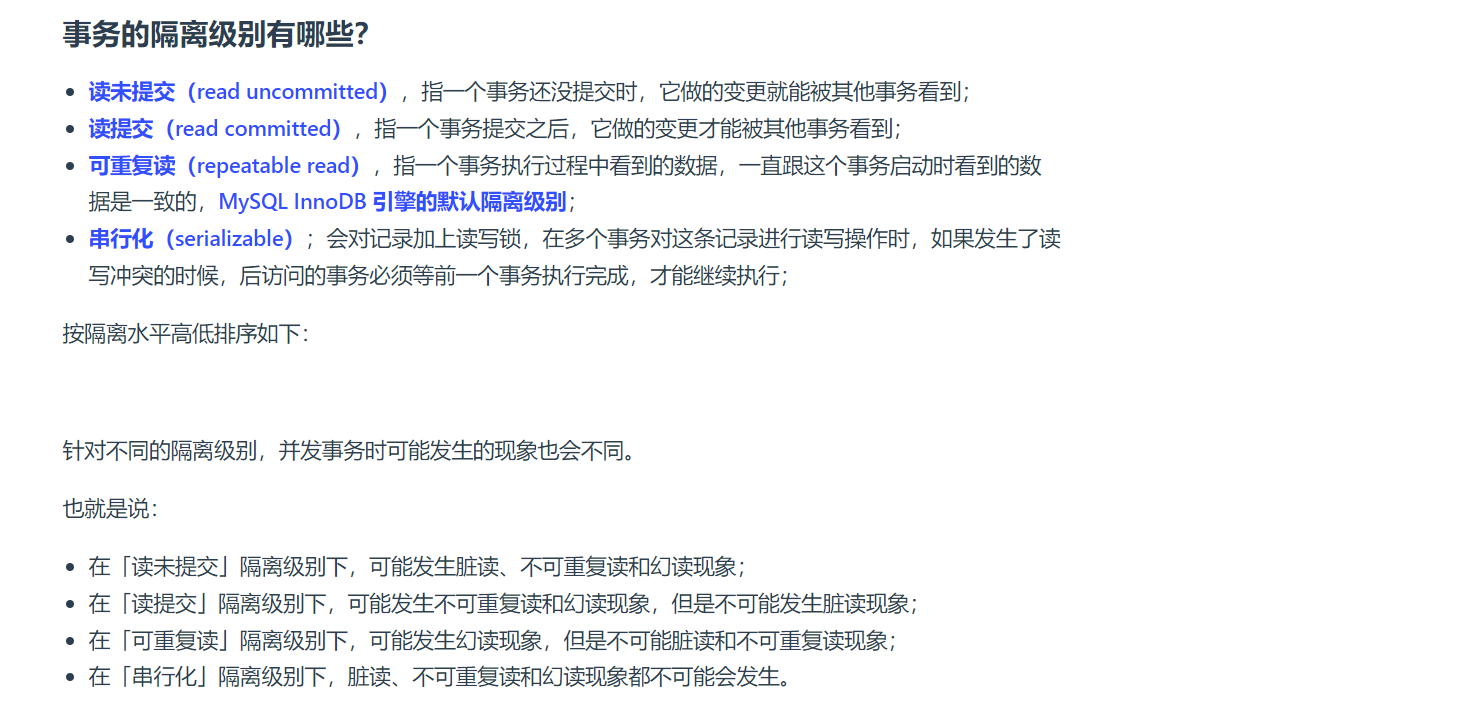 事务的隔离级别有哪些？
读未提交（read uncommitted），指一个事务还没提交时，它做的变更就能被其他事务看到；
读提交（read committed），指一个事务提交之后，它做的变更才能被其他事务看到；
可重复读（repeatable read），指一个事务执行过程中看到的数据，一直跟这个事务启动时看到的数
据是一致的，MySQL InnoDB 引擎的默认隔离级别；
串行化（serializable）；会对记录加上读写锁，在多个事务对这条记录进行读写操作时，如果发生了读
写冲突的时候，后访问的事务必须等前一个事务执行完成，才能继续执行；
按隔离水平高低排序如下：
针对不同的隔离级别，并发事务时可能发生的现象也会不同。
也就是说：
在「读未提交」隔离级别下，可能发生脏读、不可重复读和幻读现象；
在「读提交」隔离级别下，可能发生不可重复读和幻读现象，但是不可能发生脏读现象；
在「可重复读」隔离级别下，可能发生幻读现象，但是不可能脏读和不可重复读现象；
在「串行化」隔离级别下，脏读、不可重复读和幻读现象都不可能会发生。